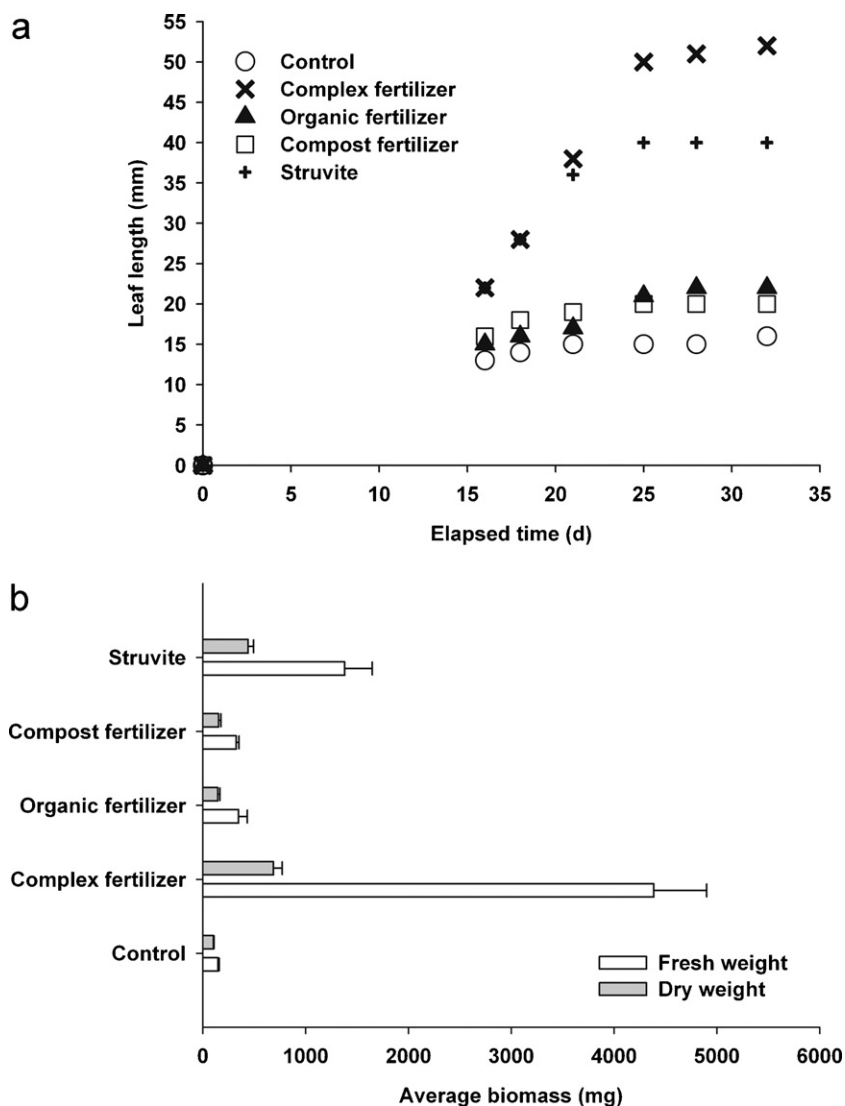 a
55
50
45
40
35
30
25
20
15
10
5
0
Leaf length (mm)
Control
Complex fertilizer
Organic fertilizer
Compost fertilizer
Struvite
0 5 10 15 20 25 30 35
Elapsed time (d)
b
Struvite
Compost fertilizer
Organic fertilizer
Complex fertilizer
Control
Fresh weight
Dry weight
0 1000 2000 3000 4000 5000 6000
Average biomass (mg)